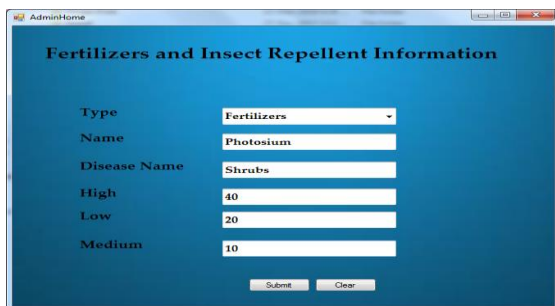 AdminHome
Fertilizers and Insect Repellent Information
Type Fertilizers
Name Photosium
Disease Name Shrubs
High 40
Low 20
Medium 10
Submit Clear